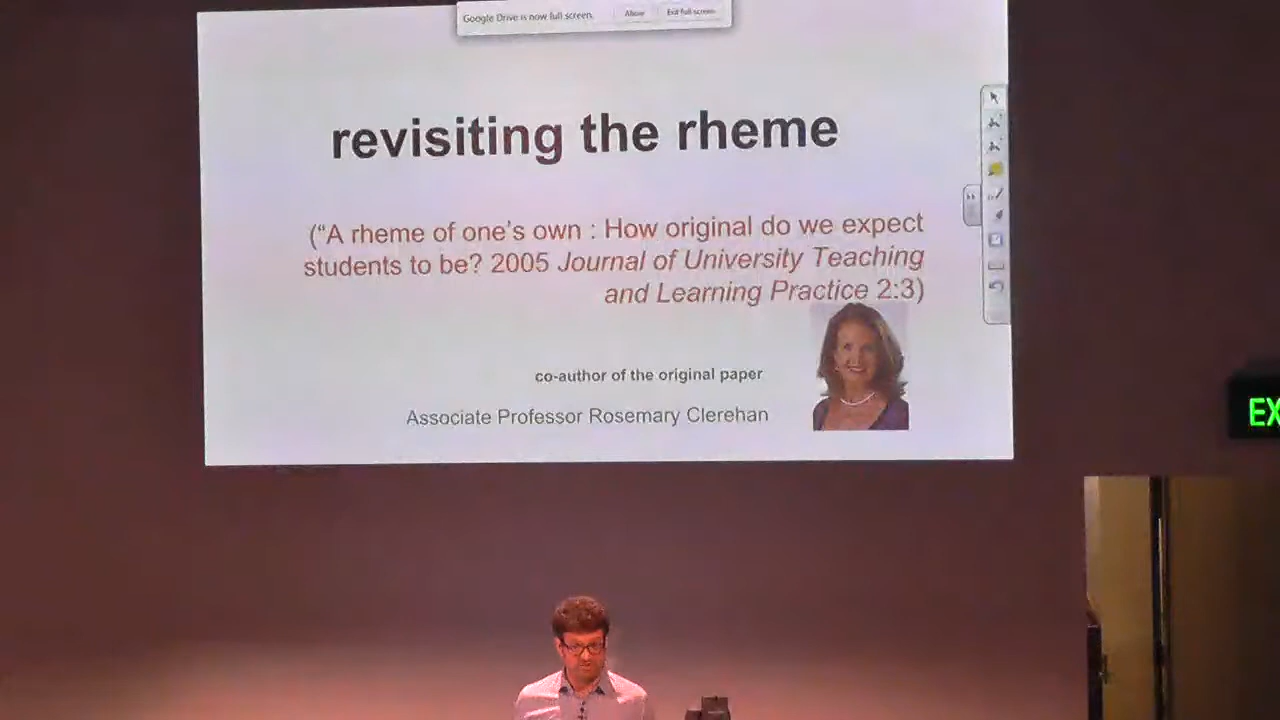 Google Drive is now full screen.
Allow
Exit full screen
revisiting the rheme
(“A rheme of one’s own : How original do we expect
students to be? 2005 Journal of University Teaching
and Learning Practice 2:3)
co-author of the original paper
Associate Professor Rosemary Clerehan
EX